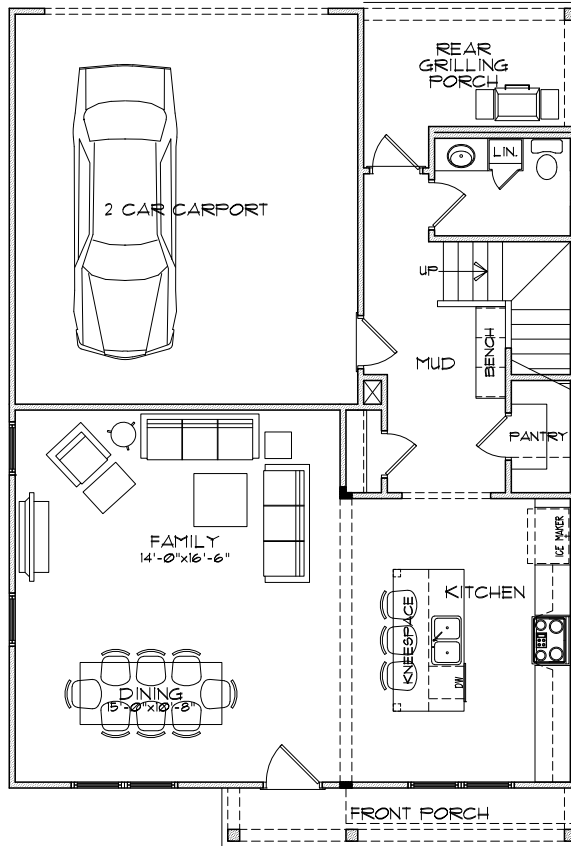 REAR
GRILLING
PORCH
LIN.
2 CAR CARPORT
UP
MUD
BENCH
PANTRY
FAMILY
14'-0"x16'-6"
ICE MAKER
KITCHEN
KNEESPACE
DW
DINING
15'-0"x10'-8"
FRONT PORCH